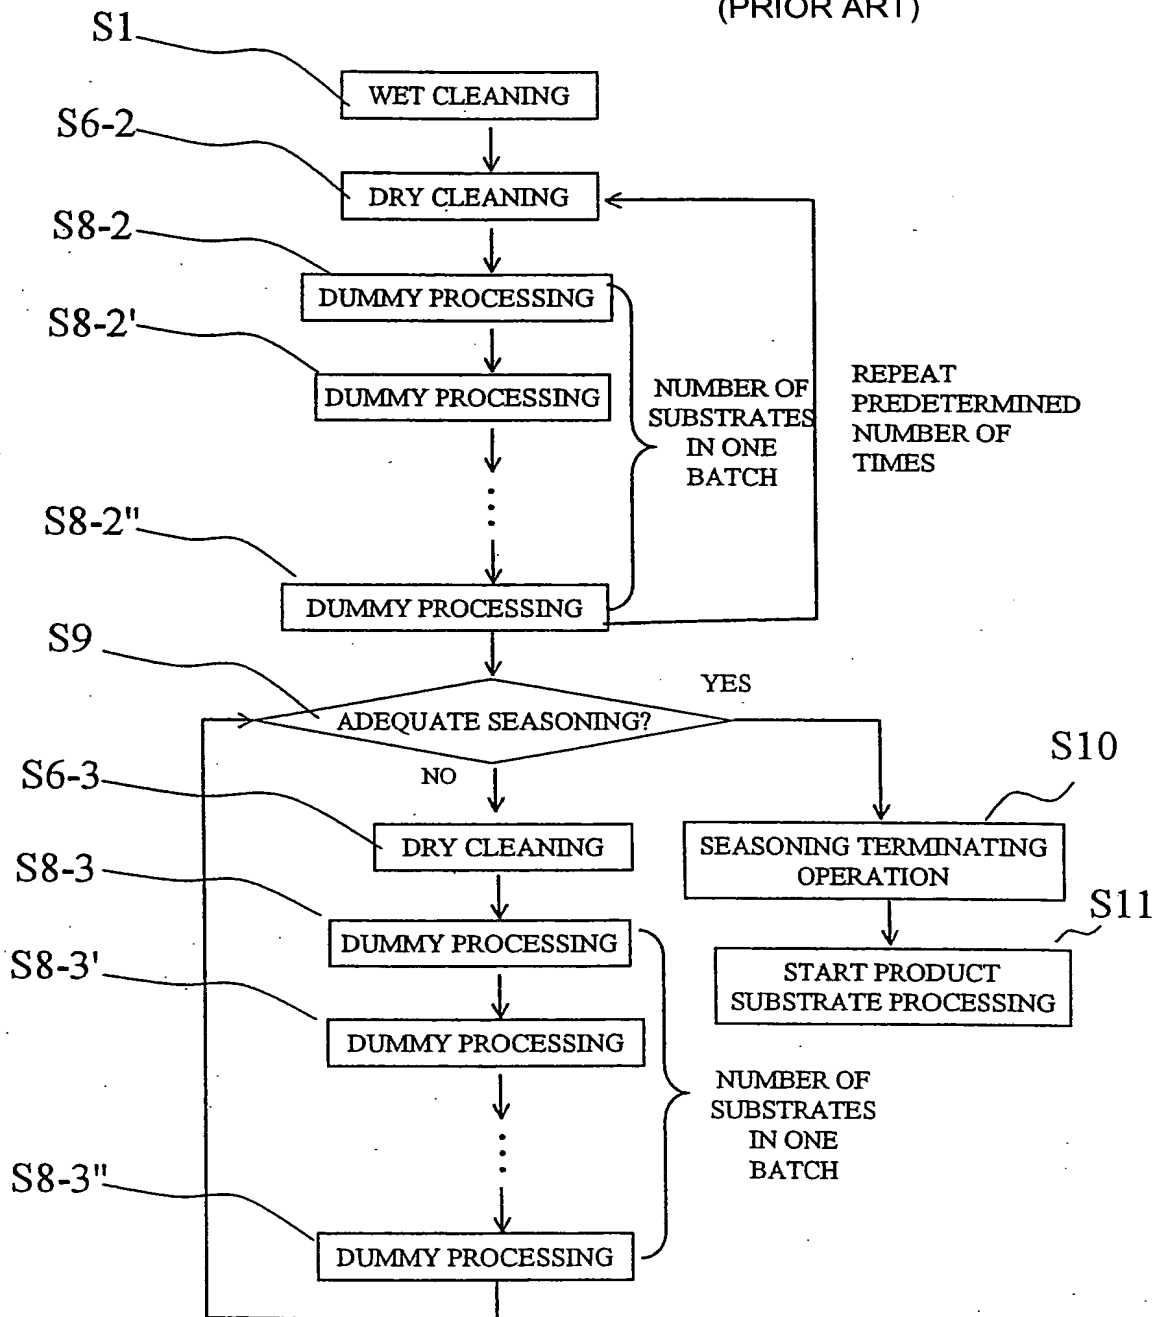 (PRIOR ART)
S1
WET CLEANING
S6-2
DRY CLEANING
S8-2
DUMMY PROCESSING
S8-2'
DUMMY PROCESSING
NUMBER OF
SUBSTRATES
IN ONE
BATCH
REPEAT
PREDETERMINED
NUMBER OF
TIMES
S8-2"
DUMMY PROCESSING
S9
ADEQUATE SEASONING?
YES
NO
S10
SEASONING TERMINATING
OPERATION
S11
START PRODUCT
SUBSTRATE PROCESSING
S6-3
DRY CLEANING
S8-3
DUMMY PROCESSING
S8-3'
DUMMY PROCESSING
NUMBER OF
SUBSTRATES
IN ONE
BATCH
S8-3"
DUMMY PROCESSING